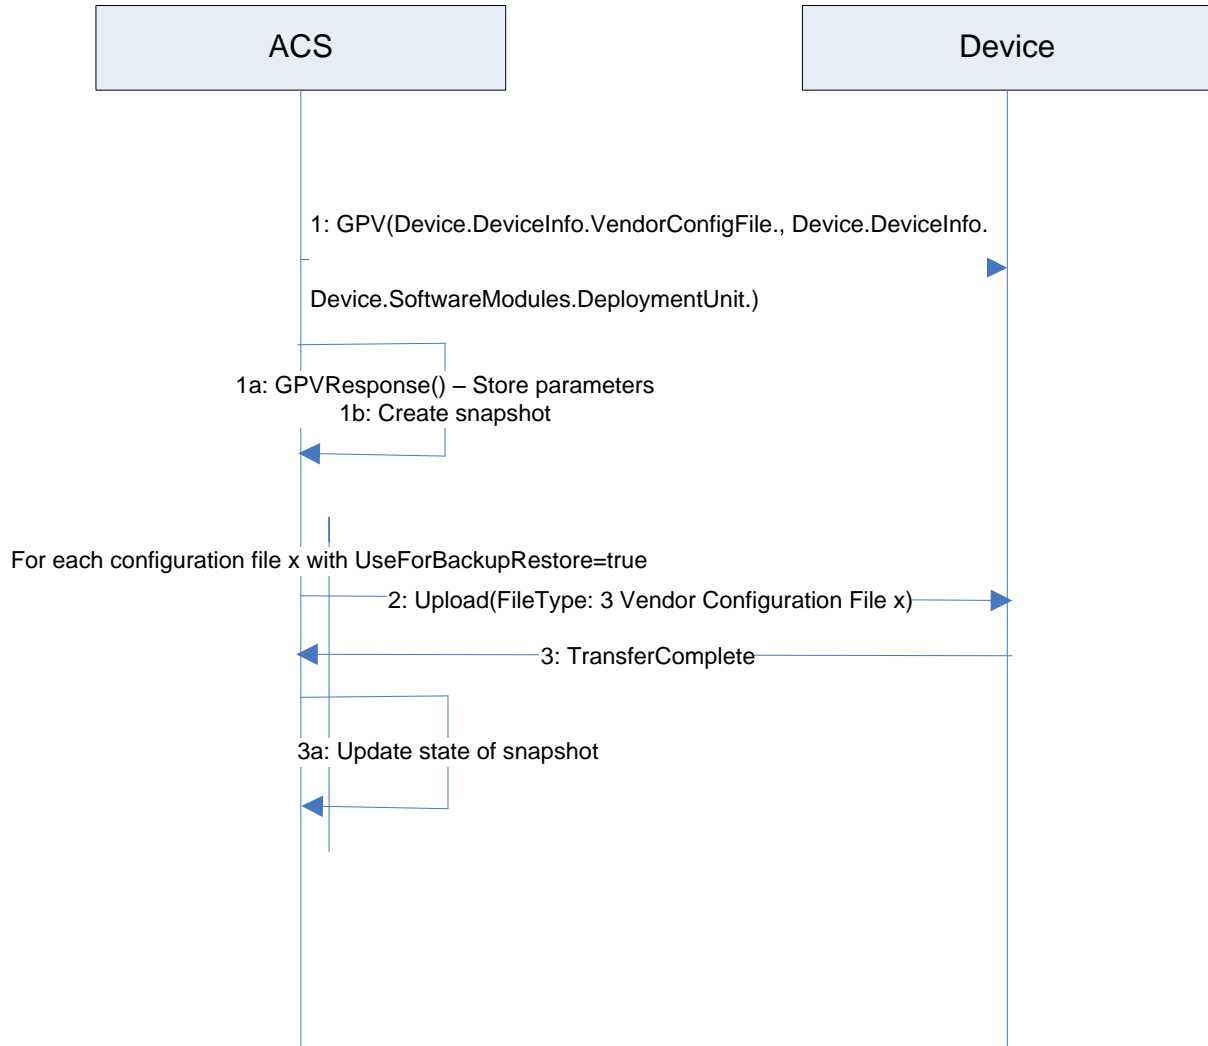 ACS
Device
1: GPV(Device.DeviceInfo.VendorConfigFile., Device.DeviceInfo.
Device.SoftwareModules.DeploymentUnit.)
1a: GPVResponse() – Store parameters
1b: Create snapshot
For each configuration file x with UseForBackupRestore=true
2: Upload(FileType: 3 Vendor Configuration File x)
3: TransferComplete
3a: Update state of snapshot